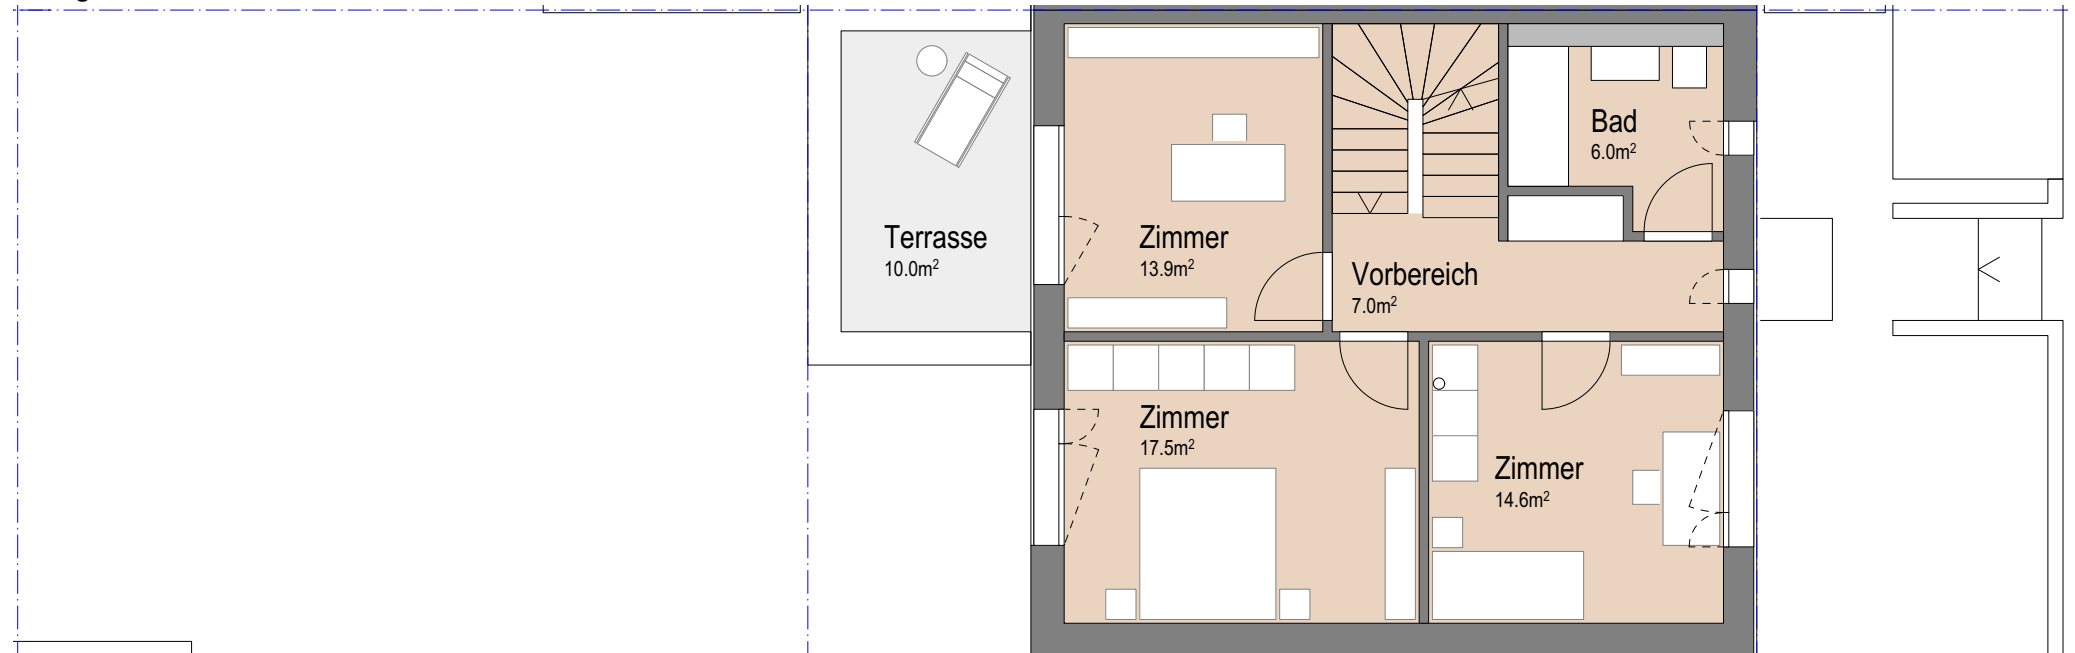 Terrasse
10.0m²
Zimmer
13.9m²
Vorbereich
7.0m²
Bad
6.0m²
Zimmer
17.5m²
Zimmer
14.6m²